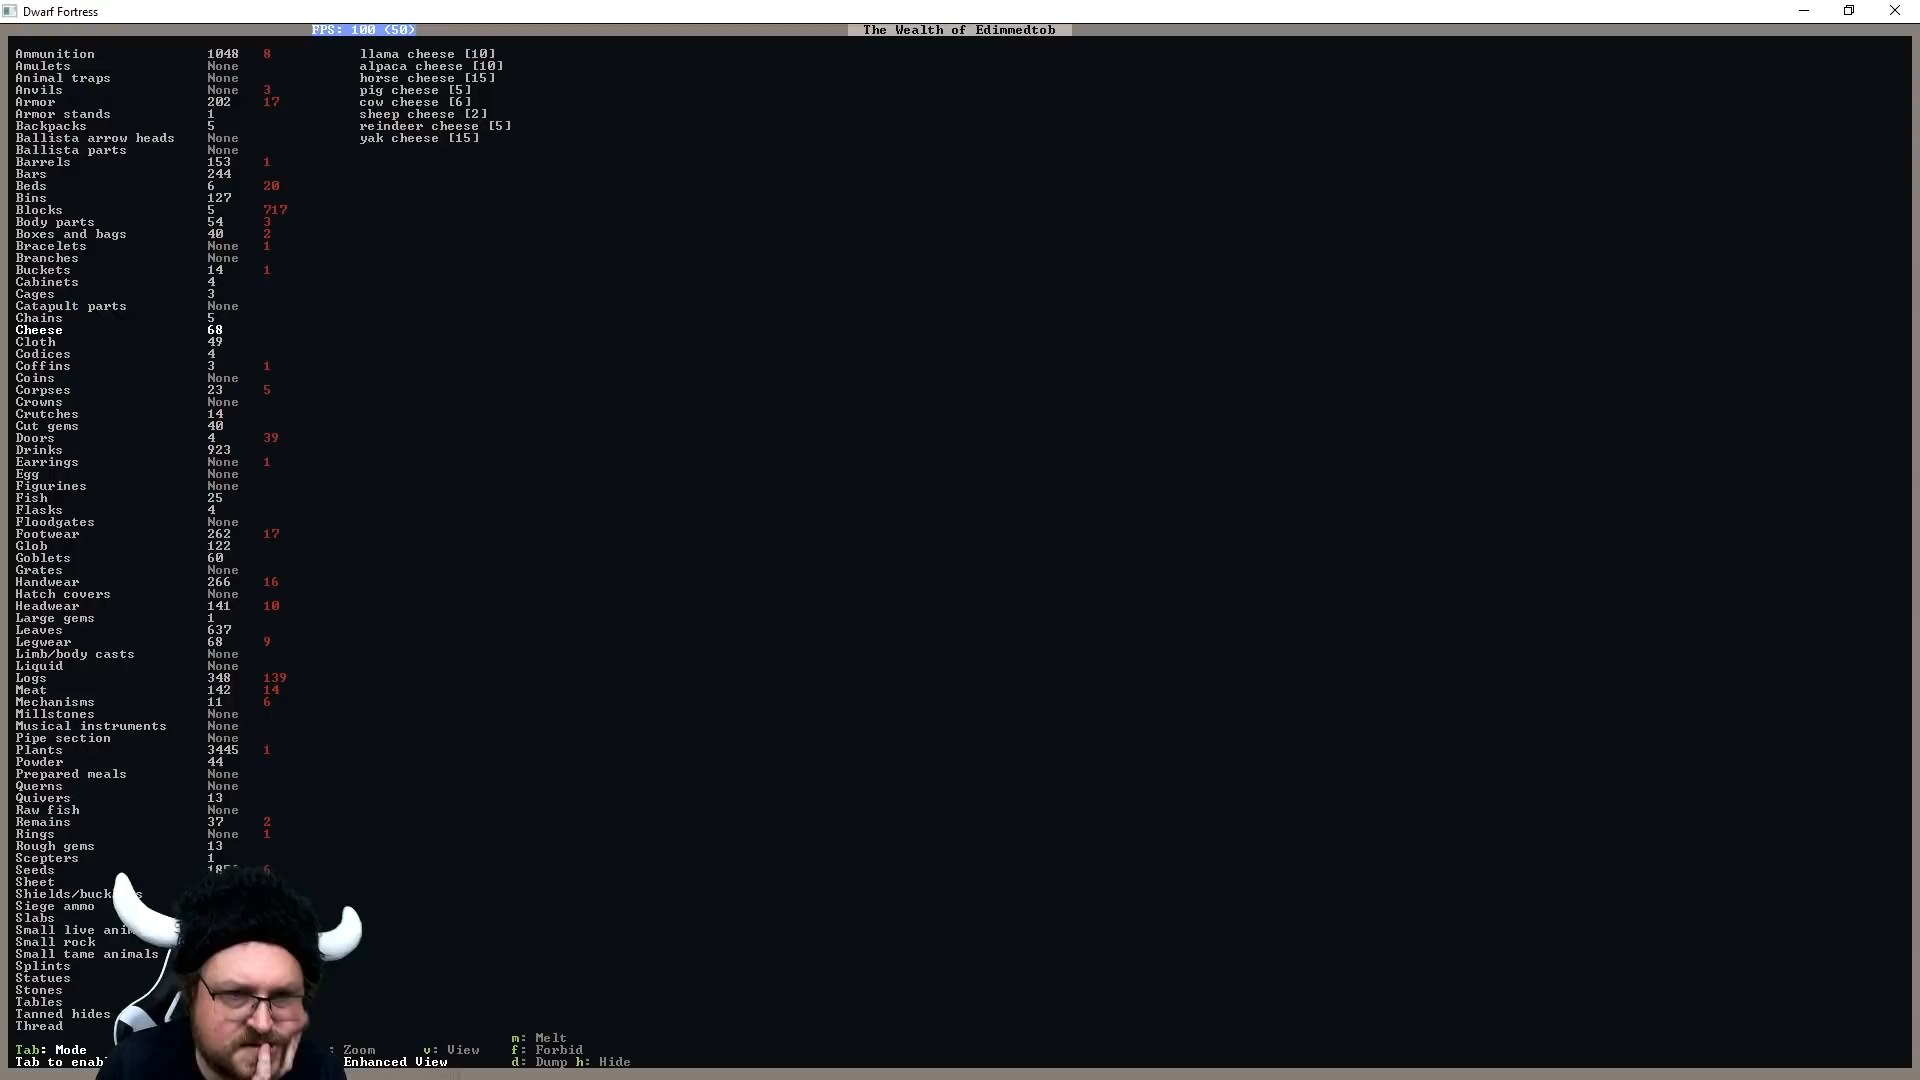 Dwarf Fortress
FPS: 100 (50)
The Wealth of Edimmedtob
Ammunition 1048 8 llama cheese [10]
Amulets None alpaca cheese [10]
Animal traps None horse cheese [15]
Anvils None 3 pig cheese [5]
Armor 202 17 cow cheese [6]
Armor stands 1 sheep cheese [2]
Backpacks 5 reindeer cheese [5]
Ballista arrow heads None yak cheese [15]
Ballista parts None
Barrels 153 1
Bars 244
Beds 6 20
Bins 127
Blocks 5 717
Body parts 54 3
Boxes and bags 40 2
Bracelets None 1
Branches None
Buckets 14 1
Cabinets 4
Cages 3
Catapult parts None
Chains 5
Cheese 68
Cloth 49
Codices 4
Coffins 3 1
Coins None
Corpses 23 5
Crowns None
Crutches 14
Cut gems 40
Doors 4 39
Drinks 923
Earrings None 1
Egg None
Figurines None
Fish 25
Flasks 4
Floodgates None
Footwear 262 17
Glob 122
Goblets 60
Grates None
Handwear 266 16
Hatch covers None
Headwear 141 10
Large gems 1
Leaves 637
Legwear 68 9
Limb/body casts None
Liquid None
Logs 348 139
Meat 142 14
Mechanisms 11 6
Millstones None
Musical instruments None
Pipe section None
Plants 3445 1
Powder 44
Prepared meals None
Querns None
Quivers 13
Raw fish None
Remains 37 2
Rings None 1
Rough gems 13
Scepters 1
Seeds
Sheet
Shields/buck
Siege ammo
Slabs
Small live anim
Small rock
Small tame animals
Splints
Statues
Stones
Tables
Tanned hides
Thread
m: Melt
Tab: Mode : Zoom v: View f: Forbid
Tab to enab Enhanced View d: Dump h: Hide